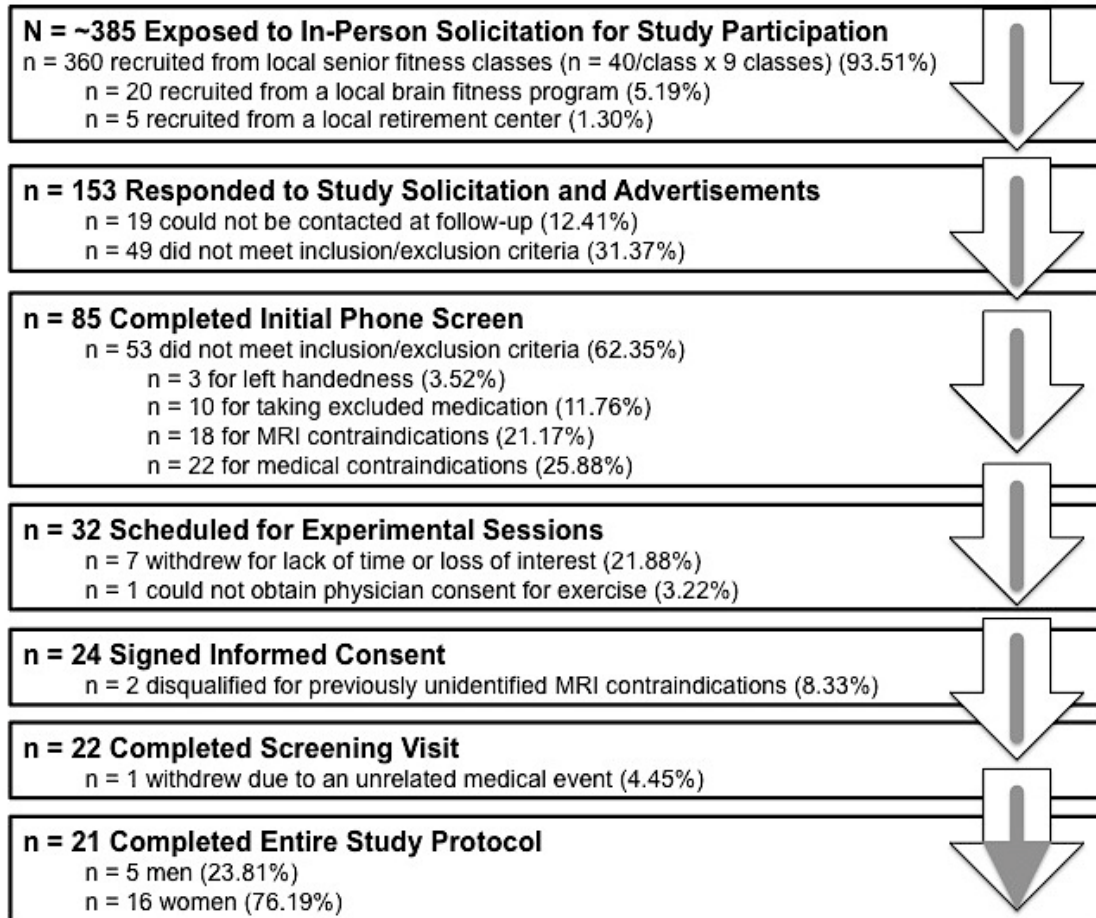 N = ~385 Exposed to In-Person Solicitation for Study Participation
n = 360 recruited from local senior fitness classes (n = 40/class x 9 classes) (93.51%)
n = 20 recruited from a local brain fitness program (5.19%)
n = 5 recruited from a local retirement center (1.30%)
n = 153 Responded to Study Solicitation and Advertisements
n = 19 could not be contacted at follow-up (12.41%)
n = 49 did not meet inclusion/exclusion criteria (31.37%)
n = 85 Completed Initial Phone Screen
n = 53 did not meet inclusion/exclusion criteria (62.35%)
n = 3 for left handedness (3.52%)
n = 10 for taking excluded medication (11.76%)
n = 18 for MRI contraindications (21.17%)
n = 22 for medical contraindications (25.88%)
n = 32 Scheduled for Experimental Sessions
n = 7 withdrew for lack of time or loss of interest (21.88%)
n = 1 could not obtain physician consent for exercise (3.22%)
n = 24 Signed Informed Consent
n = 2 disqualified for previously unidentified MRI contraindications (8.33%)
n = 22 Completed Screening Visit
n = 1 withdrew due to an unrelated medical event (4.45%)
n = 21 Completed Entire Study Protocol
n = 5 men (23.81%)
n = 16 women (76.19%)